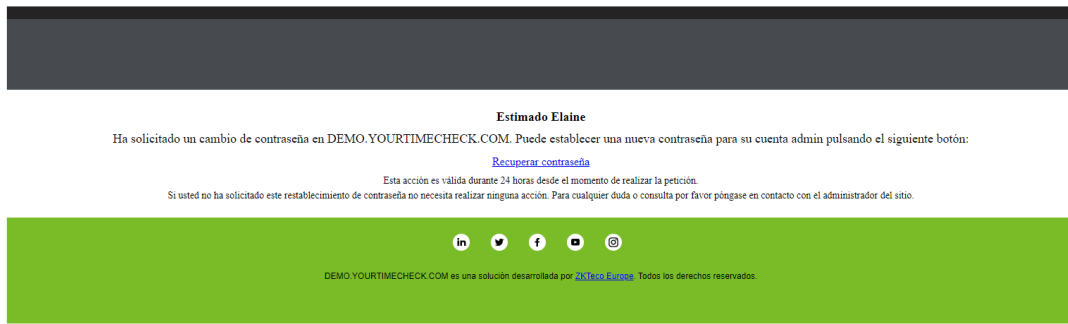 Estimado Elaine
Ha solicitado un cambio de contraseña en DEMO.YOURTIMECHECK.COM. Puede establecer una nueva contraseña para su cuenta admin pulsando el siguiente botón:
Recuperar contraseña
Esta acción es válida durante 24 horas desde el momento de realizar la petición.
Si usted no ha solicitado este restablecimiento de contraseña no necesita realizar ninguna acción. Para cualquier duda o consulta por favor póngase en contacto con el administrador del sitio.
DEMO.YOURTIMECHECK.COM es una solución desarrollada por ZKTeco Europe. Todos los derechos reservados.